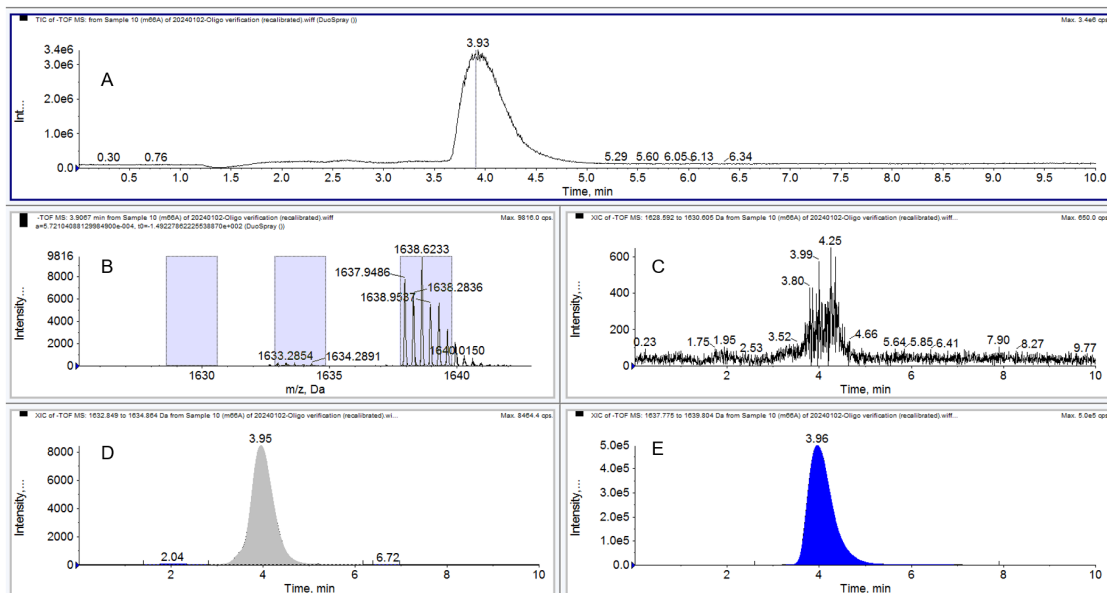 TIC of -TOF MS: from Sample 10 (m66A) of 20240102-Oligo verification (recalibrated).wiff (DuoSpray ()) Max. 3.4e6 cps.
3.93
3.4e6
3.0e6
2.0e6
1.0e6
0.0
Int...
A
0.30 0.76 5.29 5.60 6.05 6.13 6.34
0.5 1.0 1.5 2.0 2.5 3.0 3.5 4.0 4.5 5.0 5.5 6.0 6.5 7.0 7.5 8.0 8.5 9.0 9.5 10.0
Time, min
-TOF MS: 3.9067 min from Sample 10 (m66A) of 20240102-Oligo verification (recalibrated).wiff Max. 9816.0 cps.
(DuoSpray ())
9816
8000
6000
4000
2000
0
Intensity,...
B
1638.6233
1637.9486
1638.2836
1638.9537
1640.0150
1633.2854
1634.2891
1630 1635 1640
m/z, Da
XIC of -TOF MS: 1628.592 to 1630.605 Da from Sample 10 (m66A) of 20240102-Oligo verification (recalibrated).wiff... Max. 650.0 cps.
600
400
200
0
Intensity,...
C
4.25
3.99
3.80
0.23 1.75 1.95 2.53 3.52 4.66 5.64 5.85 6.41 7.90 8.27 9.77
2 4 6 8 10
Time, min
XIC of -TOF MS: 1632.849 to 1634.864 Da from Sample 10 (m66A) of 20240102-Oligo verification (recalibrated).wi... Max. 8464.4 cps.
8000
6000
4000
2000
0
Intensity,...
D
3.95
2.04 6.72
2 4 6 8 10
Time, min
XIC of -TOF MS: 1637.775 to 1639.804 Da from Sample 10 (m66A) of 20240102-Oligo verification (recalibrated).wiff... Max. 5.0e5 cps.
5.0e5
4.0e5
3.0e5
2.0e5
1.0e5
0.0
Intensity,...
E
3.96
2 4 6 8 10
Time, min